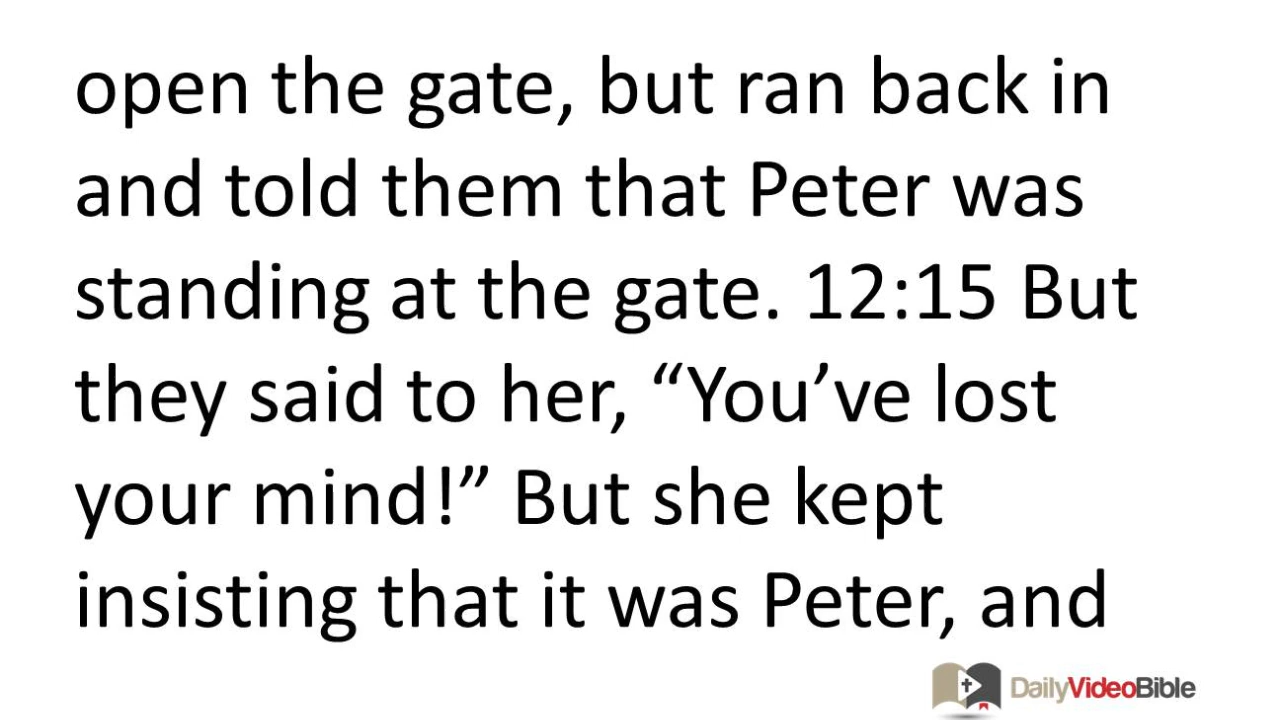 open the gate, but ran back in
and told them that Peter was
standing at the gate. 12:15 But
they said to her, “You’ve lost
your mind!” But she kept
insisting that it was Peter, and
DailyVideoBible